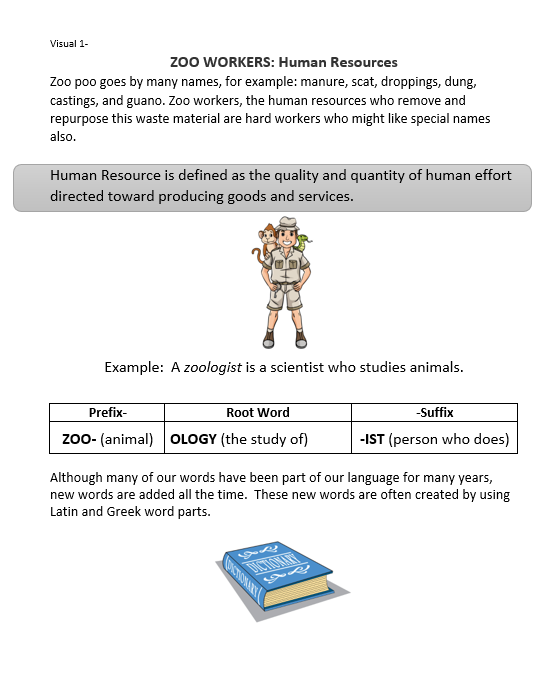 Visual 1-
ZOO WORKERS: Human Resources
Zoo poo goes by many names, for example: manure, scat, droppings, dung,
castings, and guano. Zoo workers, the human resources who remove and
repurpose this waste material are hard workers who might like special names
also.
Human Resource is defined as the quality and quantity of human effort
directed toward producing goods and services.
Example:  A zoologist is a scientist who studies animals.
Prefix- Root Word -Suffix
ZOO- (animal) OLOGY (the study of) -IST (person who does)
Although many of our words have been part of our language for many years,
new words are added all the time.  These new words are often created by using
Latin and Greek word parts.
DICTIONARY
DICTIONARY